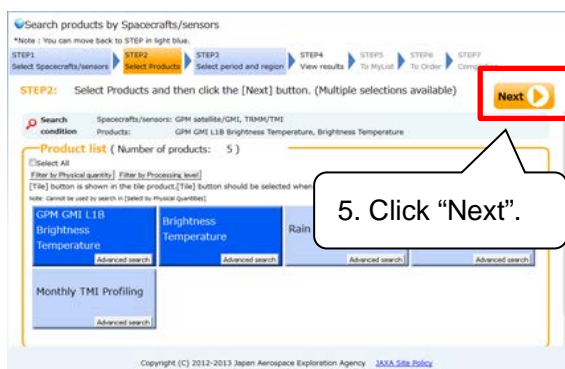 Search products by Spacecrafts/sensors
*Note : You can move back to STEP in light blue.
STEP1 STEP2 STEP3 STEP4 STEP5 STEP6 STEP7
Select Spacecrafts/sensors Select Products Select period and region View results To MyList To Order Completion
STEP2: Select Products and then click the [Next] button. (Multiple selections available)
Next
Search condition
Spacecrafts/sensors: GPM satellite/GMI, TRMM/TMI
Products: GPM GMI L1B Brightness Temperature, Brightness Temperature
Product list ( Number of products: 5 )
Select All
Filter by Physical quantity Filter by Processing level
[Tile] button is shown in the tile product.[Tile] button should be selected when
Note: Cannot be used by search in [Select by Physical Quantities]
5. Click “Next”.
GPM GMI L1B
Brightness
Temperature
Advanced search
Brightness
Temperature
Advanced search
Rain
Advanced search
Advanced search
Monthly TMI Profiling
Advanced search
Copyright (C) 2012-2013 Japan Aerospace Exploration Agency JAXA Site Policy